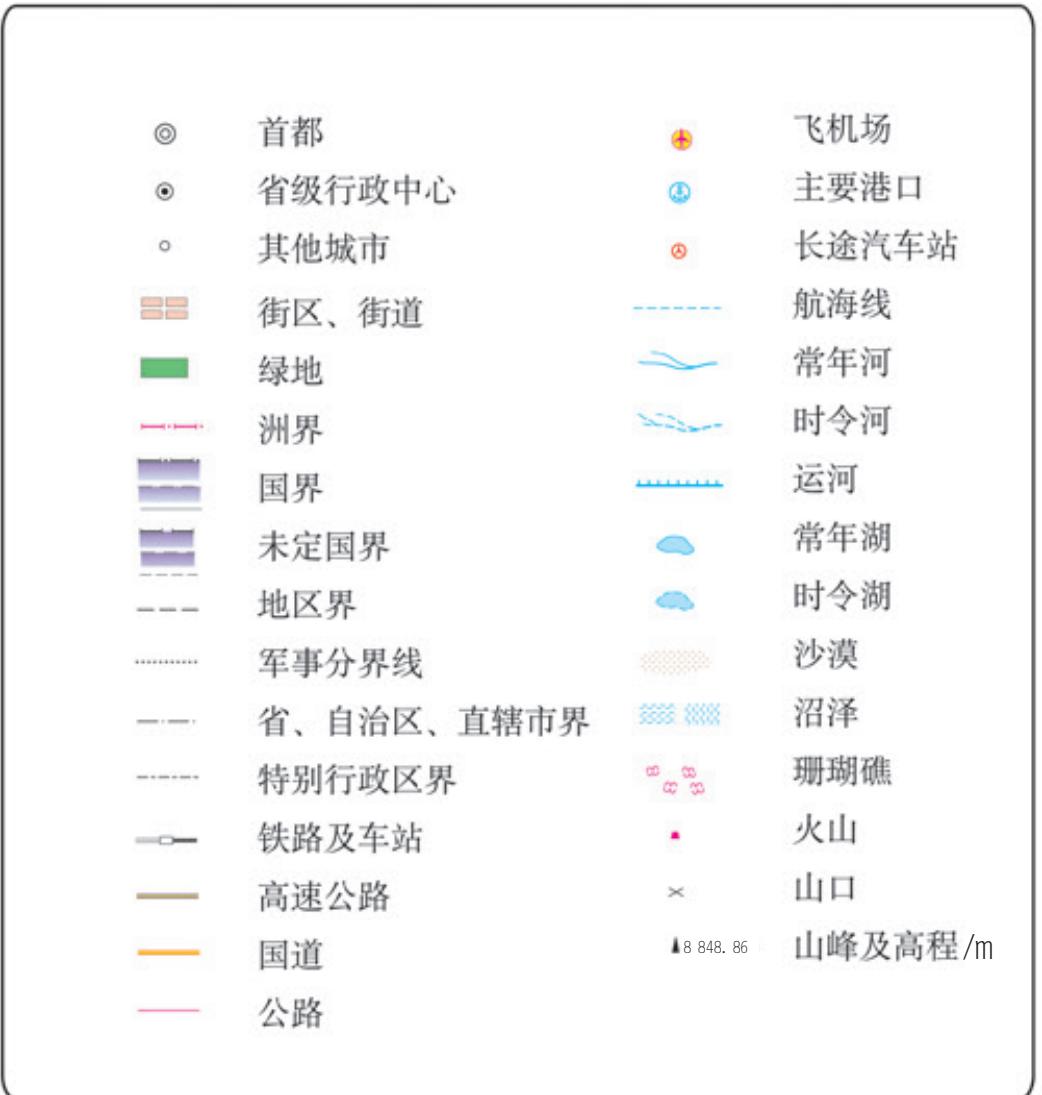 首都
省级行政中心
其他城市
街区、街道
绿地
洲界
国界
未定国界
地区界
军事分界线
省、自治区、直辖市界
特别行政区界
铁路及车站
高速公路
国道
公路
飞机场
主要港口
长途汽车站
航海线
常年河
时令河
运河
常年湖
时令湖
沙漠
沼泽
珊瑚礁
火山
山口
8 848.86 山峰及高程/m